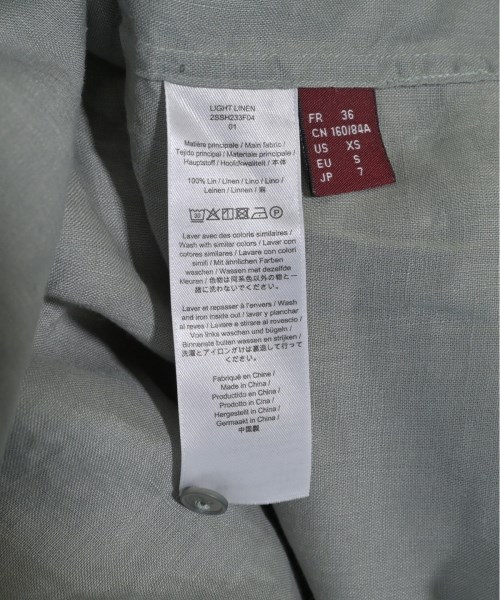 LIGHT LINEN
2SSH233F04
01
Matière principale / Main fabric /
Tejido principal / Materiale principale /
Hauptstoff / Hoofdkwaliteit / 本体
100% Lin / Linen / Lino / Lino /
Leinen / Linnen / 麻
Laver avec des coloris similaires /
Wash with similar colors / Lavar con
colores similares / Lavare con colori
simili / Mit ähnlichen Farben
waschen / Wassen met dezelfde
kleuren / 色物は同系色以外の物と一
緒に洗わないでください。
Laver et repasser à l'envers / Wash
and iron inside out / lavar y planchar
al reves / Lavare e stirare al rovescio /
Von links waschen und bügeln /
Binnenste buiten wassen en strijken /
洗濯とアイロンがけは裏返して行って
ください。
Fabriqué en Chine /
Made in China /
Producido en China /
Prodotto in Cina /
Hergestellt in China /
Gemaakt in China /
中国製
FR 36
CN 160/84A
US XS
EU S
JP 7